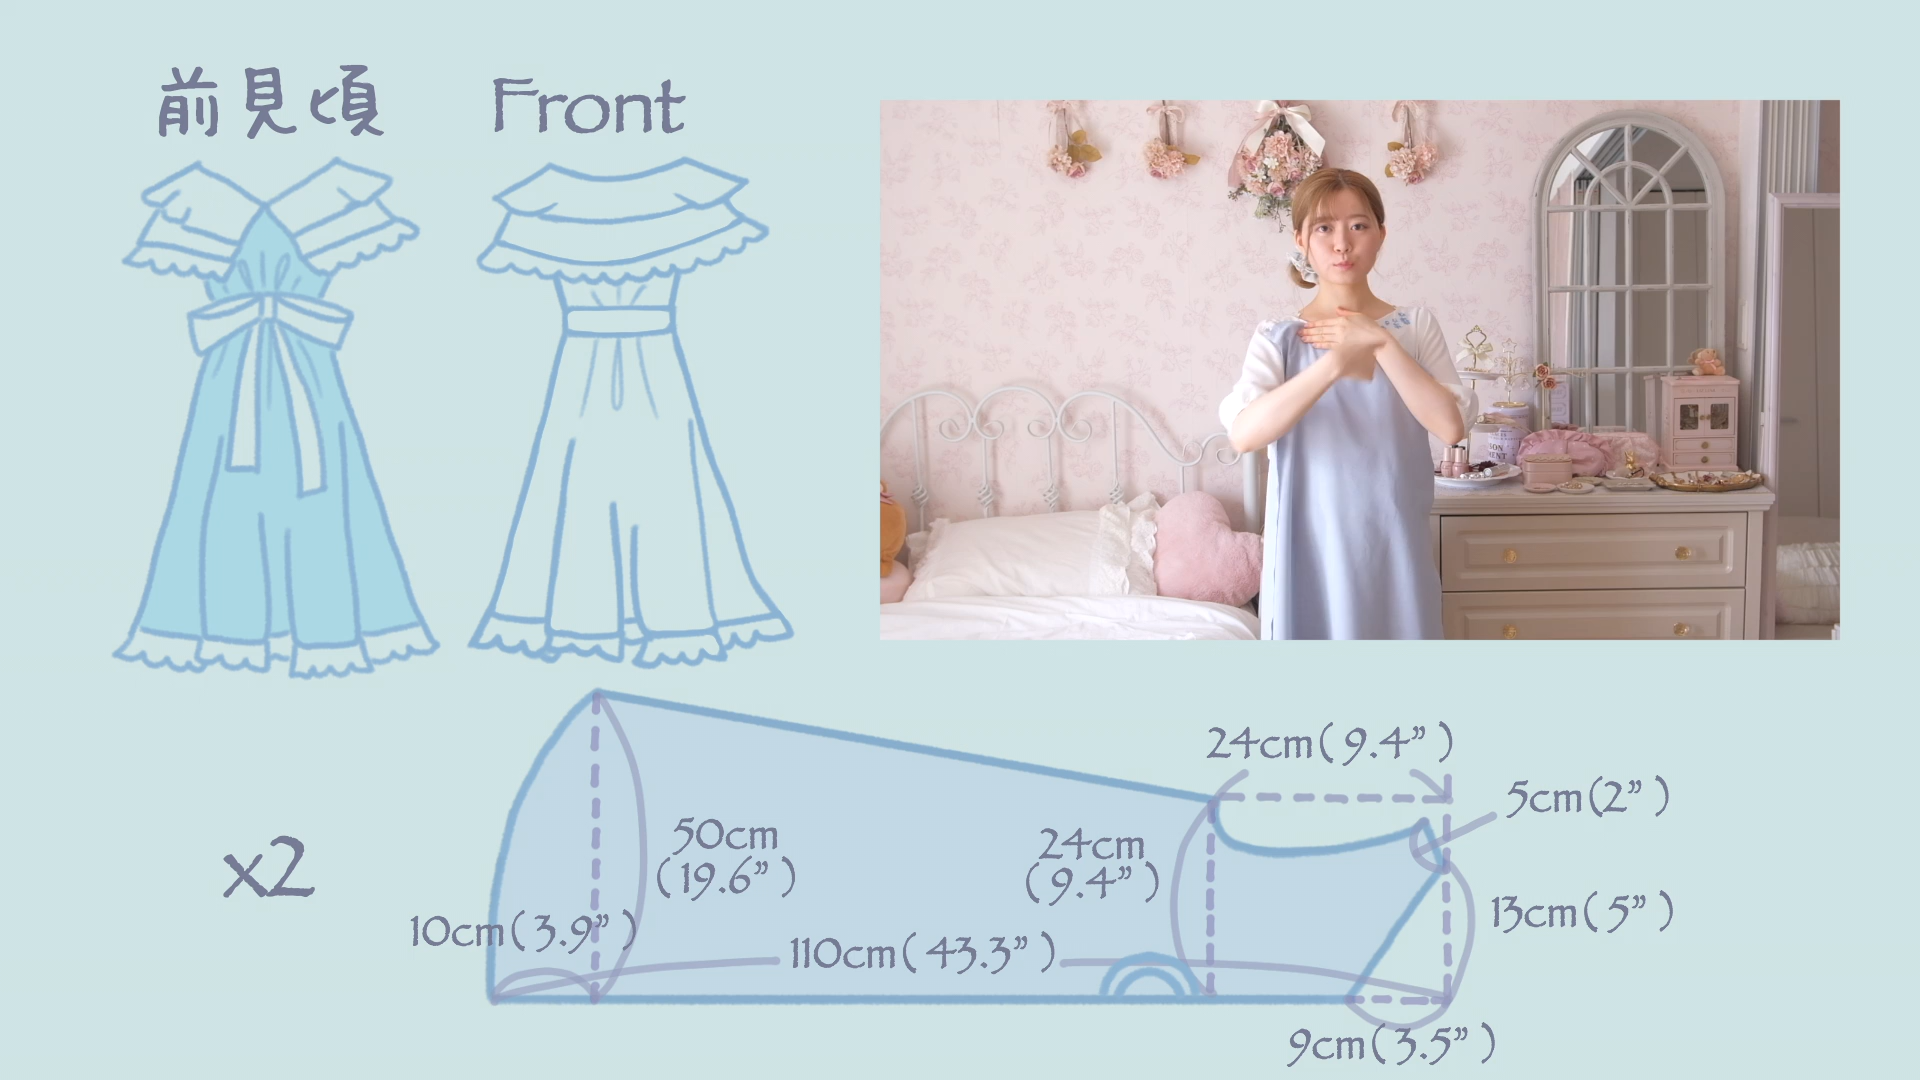 前見頃 Front
24cm(9.4”)
5cm(2”)
50cm
(19.6”)
24cm
(9.4”)
x2
10cm(3.9”)
110cm(43.3”)
13cm(5”)
9cm(3.5”)